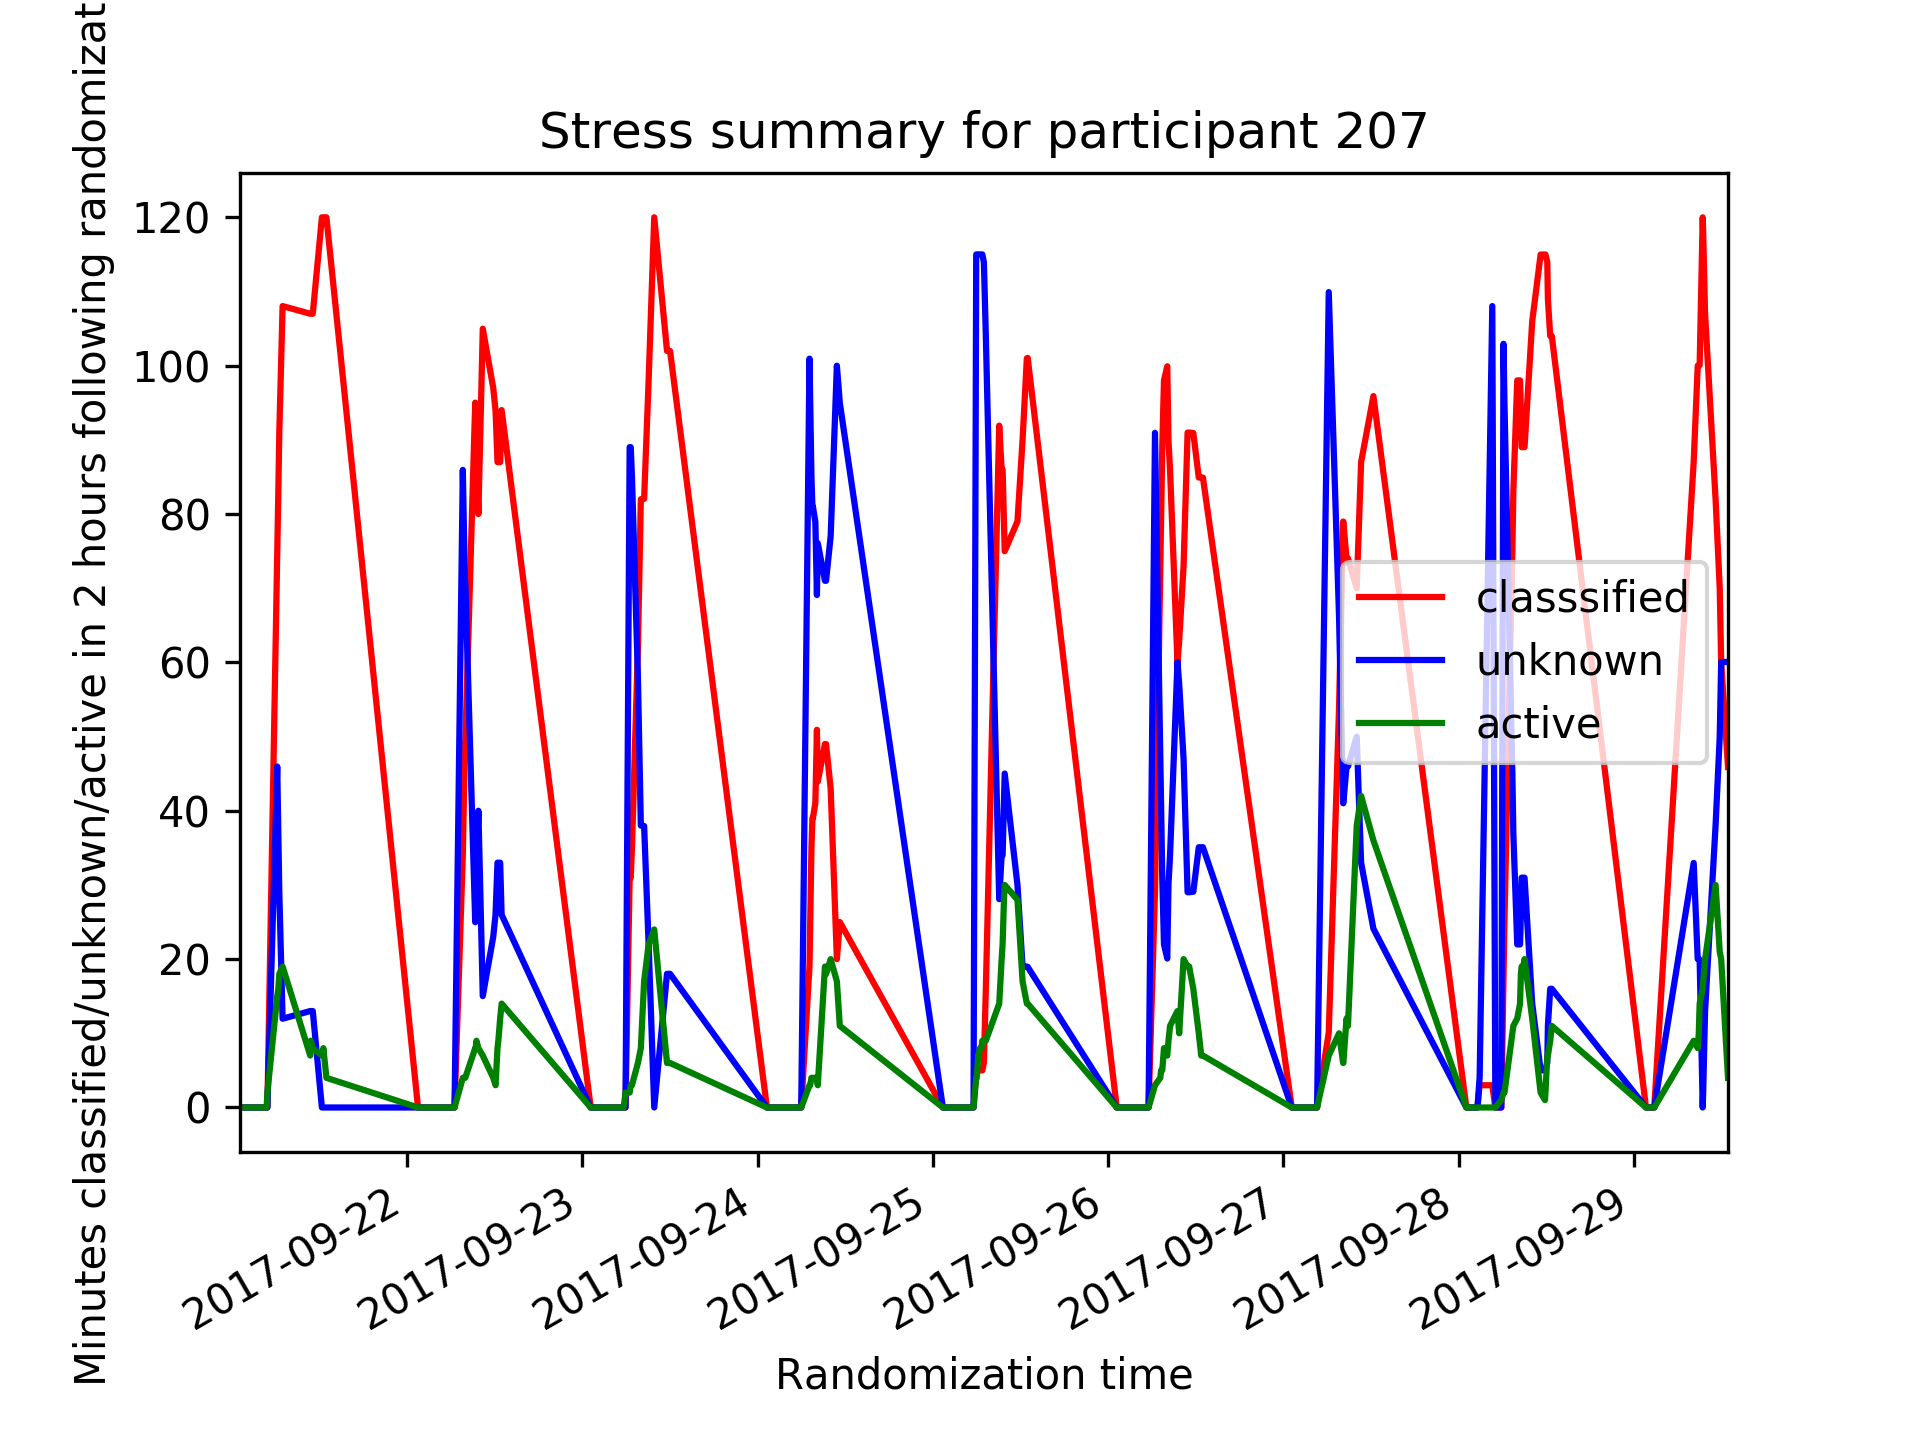 Stress summary for participant 207
Minutes classified/unknown/active in 2 hours following randomizat
120
100
80
60
40
20
0
classsified
unknown
active
2017-09-22
2017-09-23
2017-09-24
2017-09-25
2017-09-26
2017-09-27
2017-09-28
2017-09-29
Randomization time